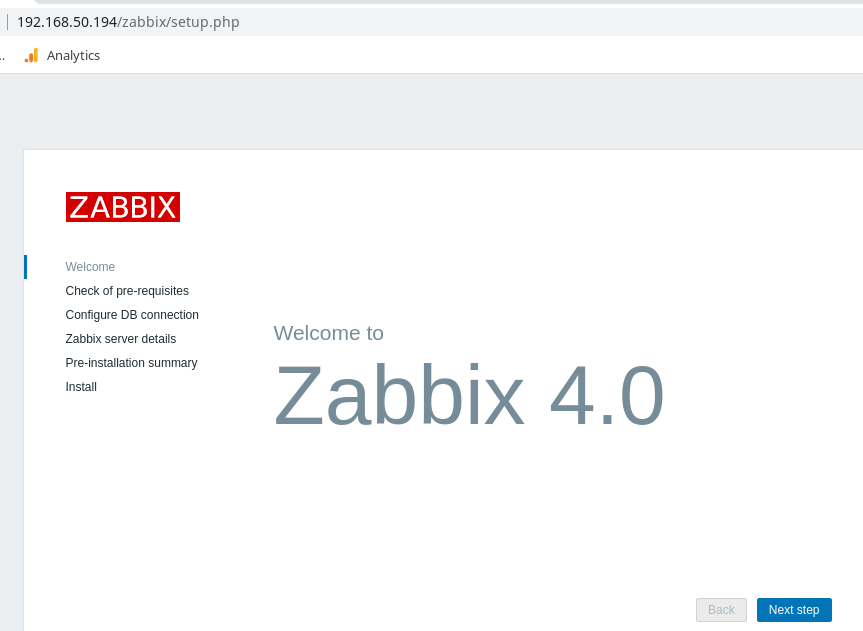 192.168.50.194/zabbix/setup.php
..
Analytics
ZABBIX
Welcome
Check of pre-requisites
Configure DB connection
Zabbix server details
Pre-installation summary
Install
Welcome to
Zabbix 4.0
Back
Next step